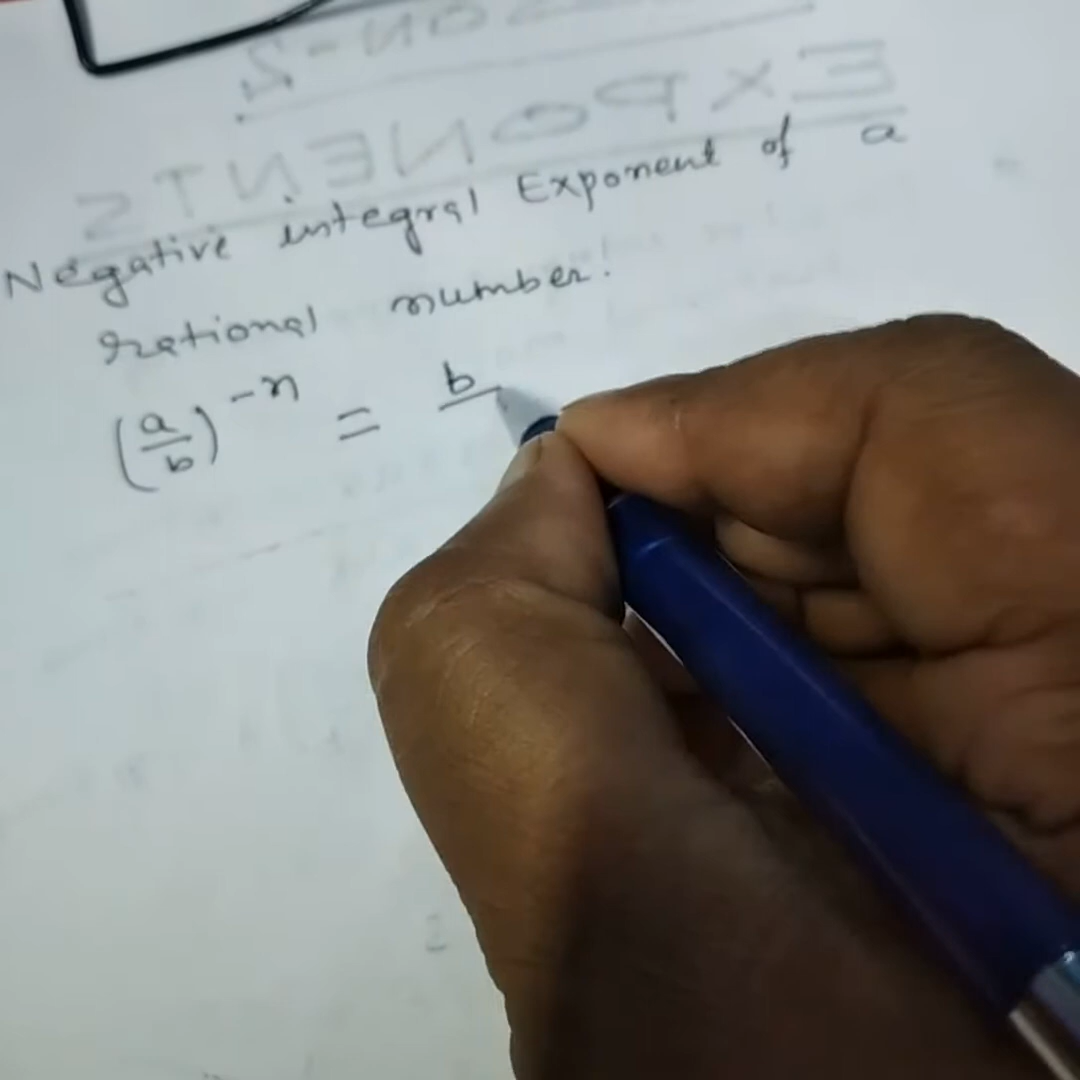 EXPONENTS
Negative integral Exponent of a
rational number:
(a/b)^-n = b/